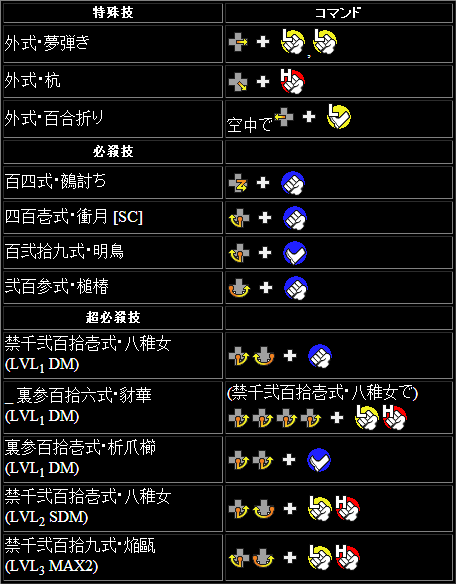 特殊技 コマンド
外式・夢弾き + L , L
外式・杭 + H
外式・百合折り 空中で + L
必殺技
百四式・鵺討ち +
四百壱式・衝月 [SC] +
百弐拾九式・明鳥 +
弐百参式・槌椿 +
超必殺技
禁千弐百拾壱式・八稚女
(LVL1 DM) +
_ 裏参百拾六式・豺華
(LVL1 DM)
(禁千弐百拾壱式・八稚女で)
+ L H
裏参百拾壱式・析爪櫛
(LVL1 DM) +
禁千弐百拾壱式・八稚女
(LVL2 SDM) + L H
禁千弐百拾九式・焔甌
(LVL3 MAX2) + L H